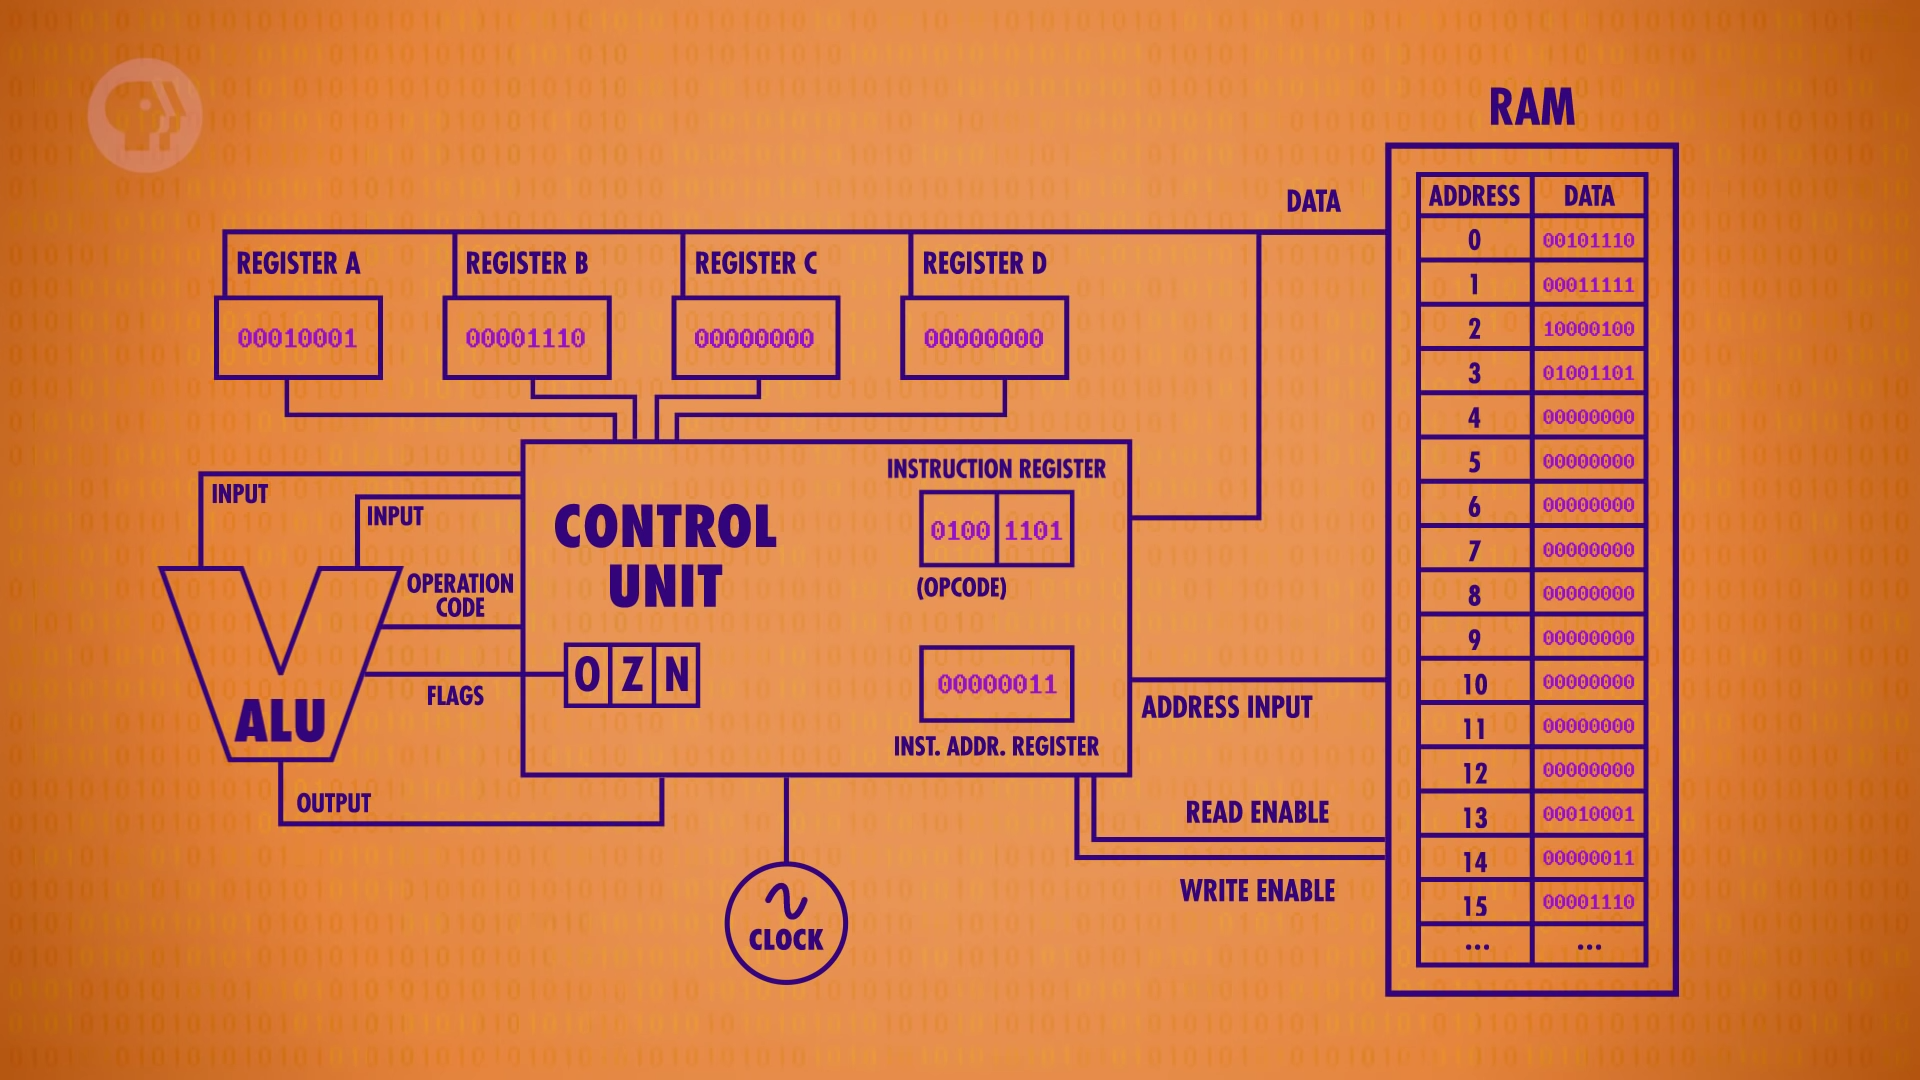 RAM
DATA
ADDRESS DATA
0 00101110
1 00011111
2 10000100
3 01001101
4 00000000
5 00000000
6 00000000
7 00000000
8 00000000
9 00000000
10 00000000
11 00000000
12 00000000
13 00010001
14 00000011
15 00001110
... ...
REGISTER A
00010001
REGISTER B
00001110
REGISTER C
00000000
REGISTER D
00000000
INPUT
INPUT
OPERATION
CODE
FLAGS
ALU
OUTPUT
CONTROL
UNIT
O Z N
INSTRUCTION REGISTER
0100 1101
(OPCODE)
00000011
INST. ADDR. REGISTER
ADDRESS INPUT
READ ENABLE
WRITE ENABLE
CLOCK